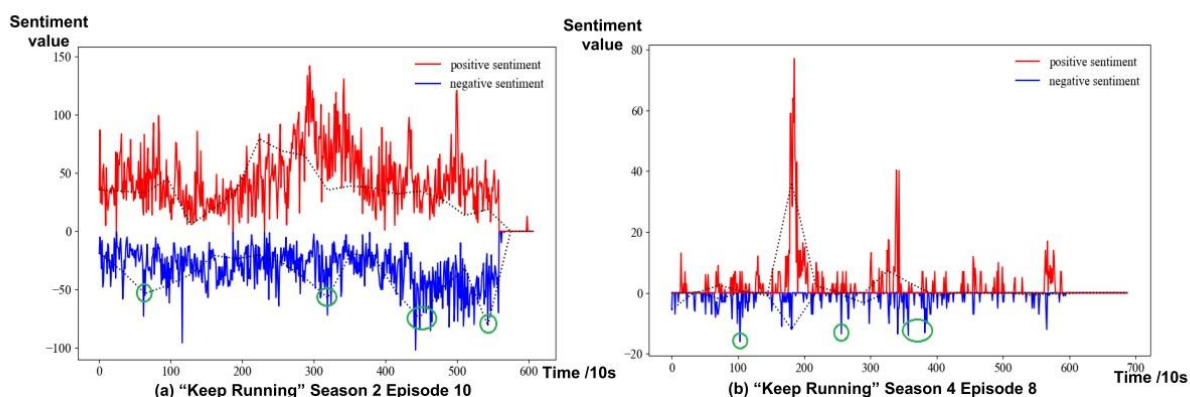 Sentiment
value
150
100
50
0
−50
−100
positive sentiment
negative sentiment
0
100
200
300
400
500
600
Time /10s
(a) “Keep Running” Season 2 Episode 10
Sentiment
value
80
60
40
20
0
−20
positive sentiment
negative sentiment
0
100
200
300
400
500
600
700
Time /10s
(b) “Keep Running” Season 4 Episode 8